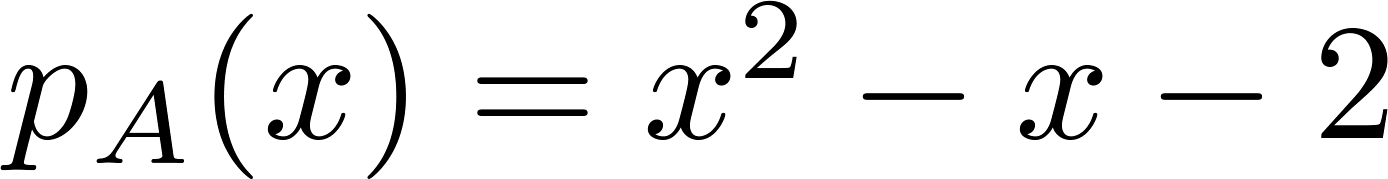 $p_A(x) = x^2 - x - 2$